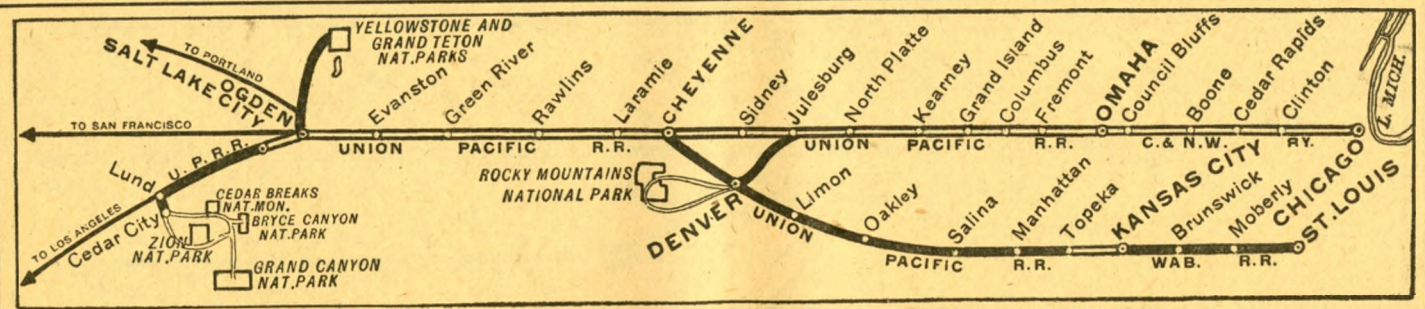 YELLOWSTONE AND
GRAND TETON
NAT. PARKS
TO PORTLAND
SALT LAKE
CITY
OGDEN
TO SAN FRANCISCO
Evanston
Green River
Rawlins
Laramie
CHEYENNE
Sidney
Julesburg
North Platte
Kearney
Grand Island
Columbus
Fremont
OMAHA
Council Bluffs
Boone
Cedar Rapids
Clinton
L. MICH.
UNION PACIFIC R.R.
UNION PACIFIC R.R.
C.& N.W. RY.
CHICAGO
U.P.R.R.
Lund
TO LOS ANGELES
Cedar City
CEDAR BREAKS
NAT. MON.
BRYCE CANYON
NAT. PARK
ZION
NAT. PARK
GRAND CANYON
NAT. PARK
ROCKY MOUNTAINS
NATIONAL PARK
DENVER
Limon
Oakley
Salina
Manhattan
Topeka
KANSAS CITY
Brunswick
Moberly
ST. LOUIS
UNION PACIFIC R.R.
WAB. R.R.